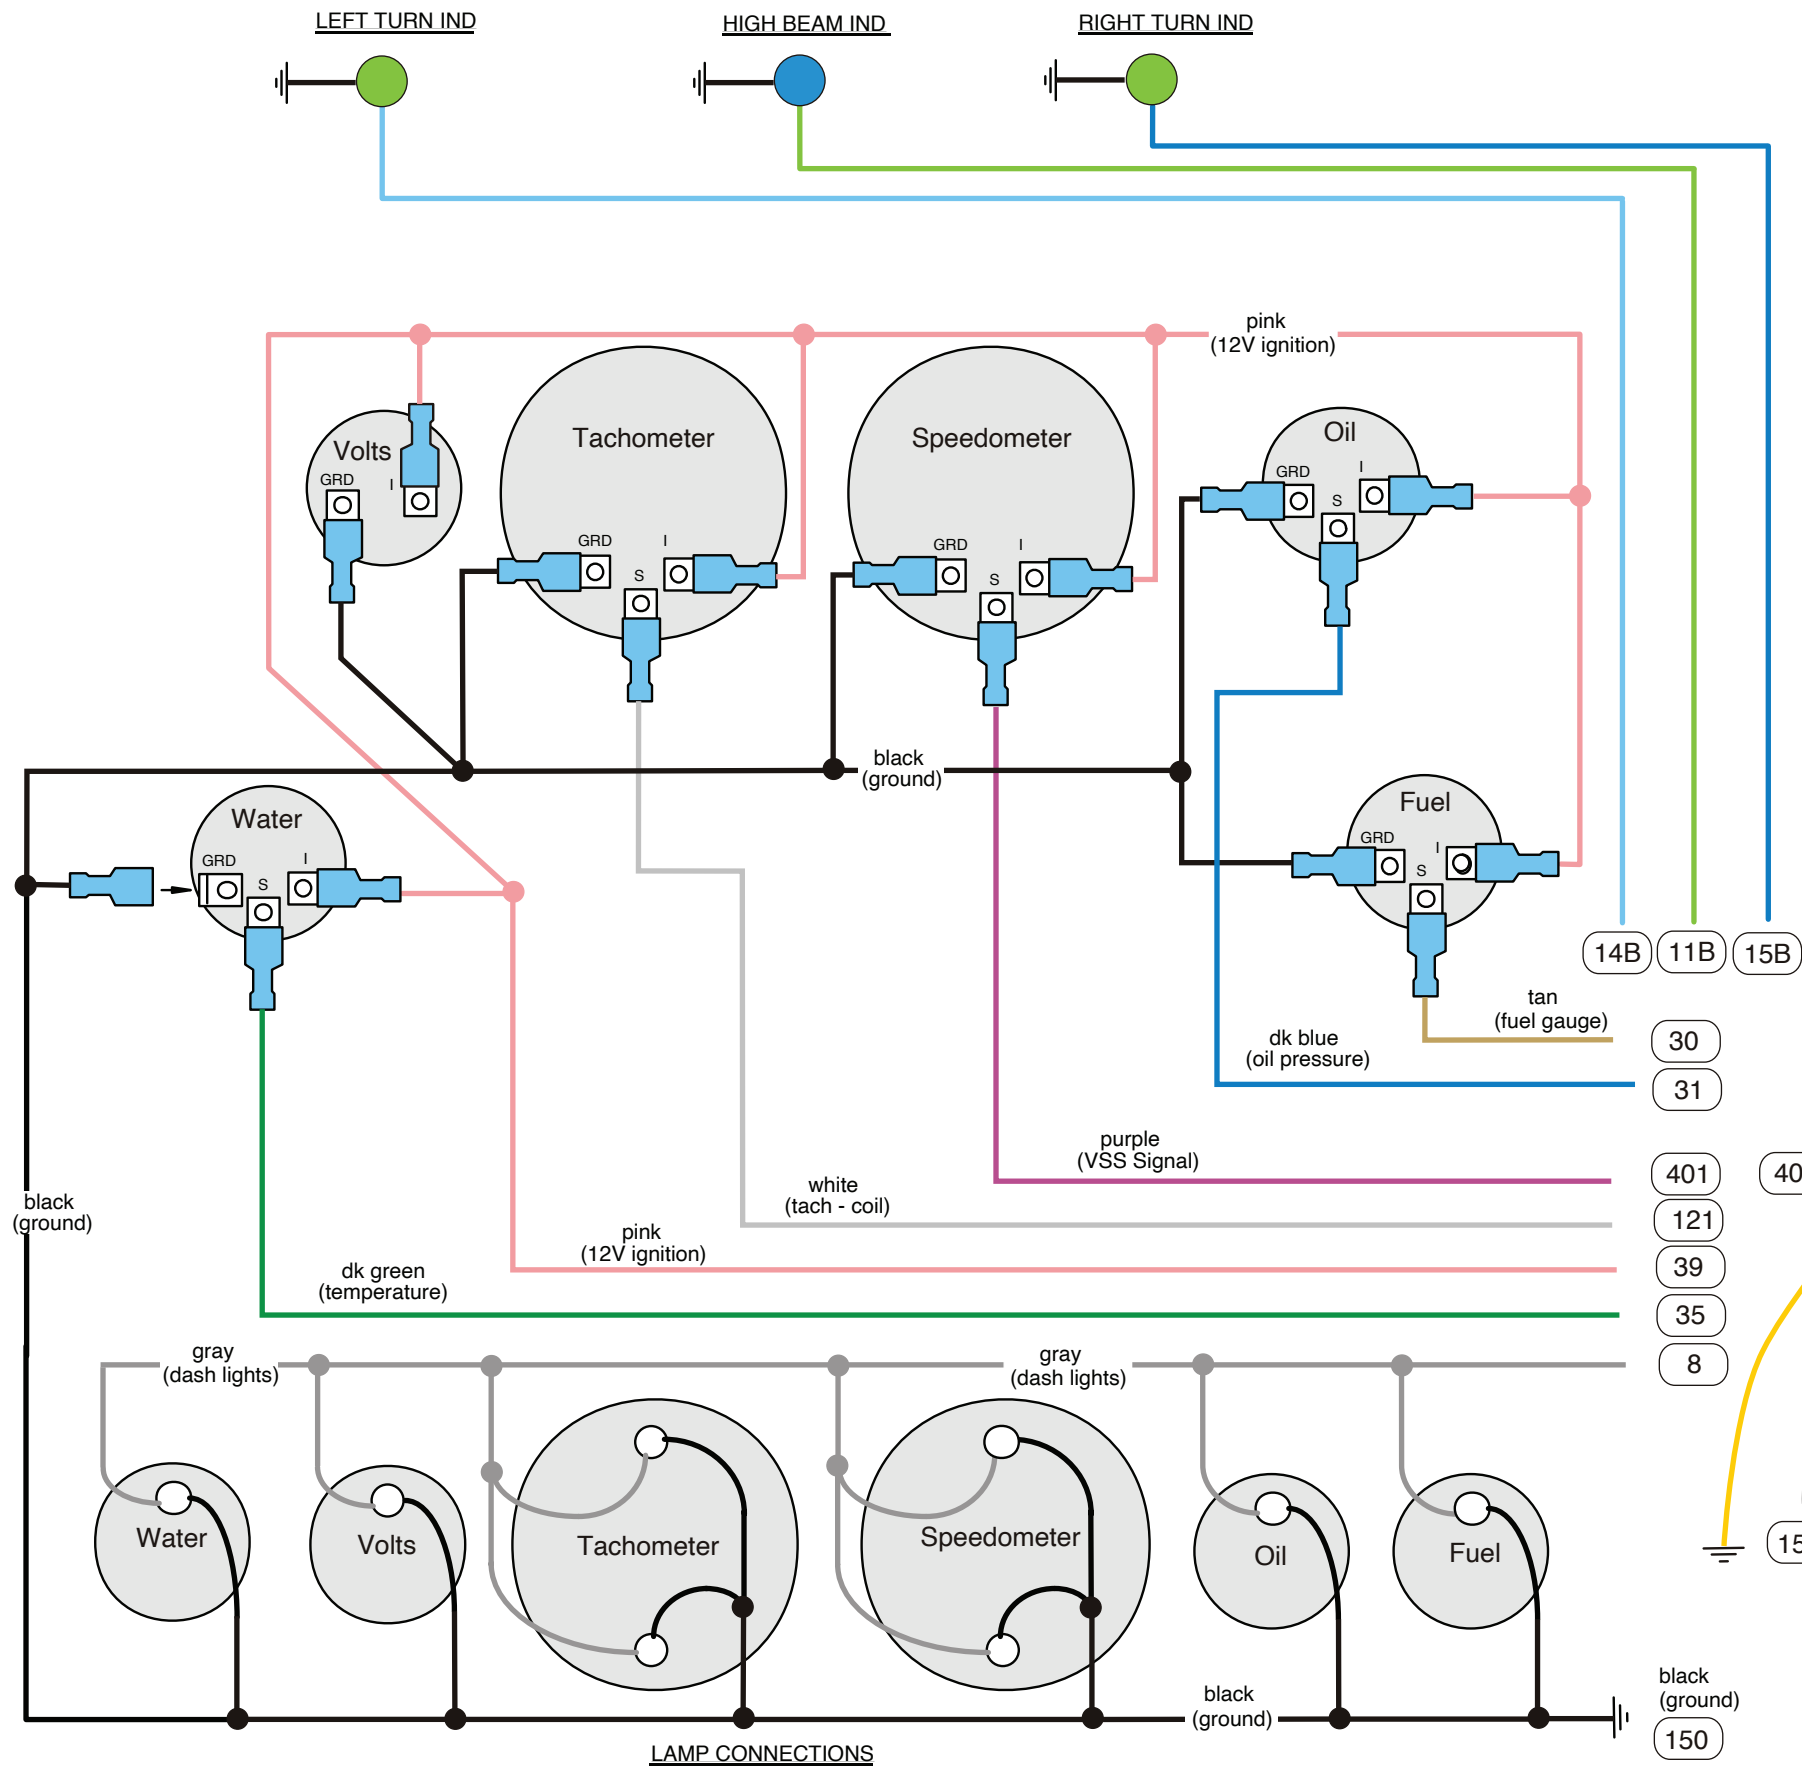 LEFT TURN IND
HIGH BEAM IND
RIGHT TURN IND
pink
(12V ignition)
Volts
GRD
I
Tachometer
GRD
S
I
Speedometer
GRD
S
I
Oil
GRD
S
I
black
(ground)
Water
GRD
S
I
Fuel
GRD
S
I
14B
11B
15B
tan
(fuel gauge)
30
dk blue
(oil pressure)
31
purple
(VSS Signal)
401
40
white
(tach - coil)
121
black
(ground)
pink
(12V ignition)
39
dk green
(temperature)
35
gray
(dash lights)
gray
(dash lights)
8
Water
Volts
Tachometer
Speedometer
Oil
Fuel
15
black
(ground)
black
(ground)
150
LAMP CONNECTIONS